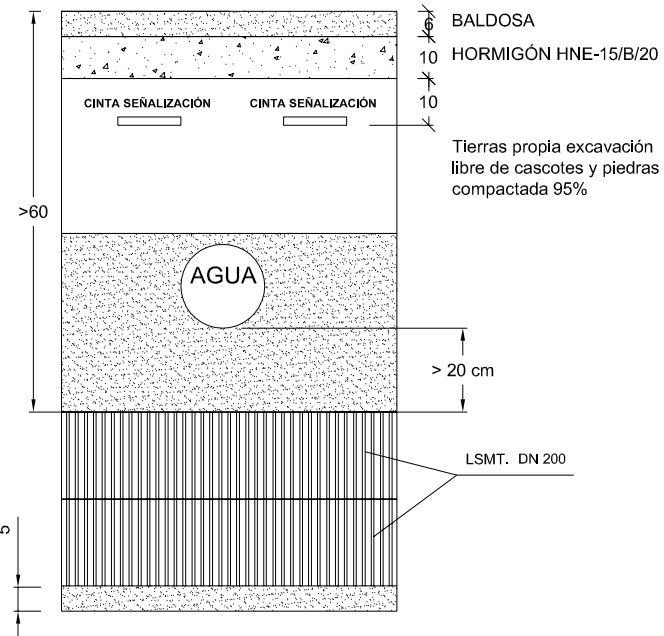 6 BALDOSA
10 HORMIGÓN HNE-15/B/20
10
CINTA SEÑALIZACIÓN CINTA SEÑALIZACIÓN
Tierras propia excavación
libre de cascotes y piedras
compactada 95%
>60
AGUA
> 20 cm
LSMT. DN 200
5